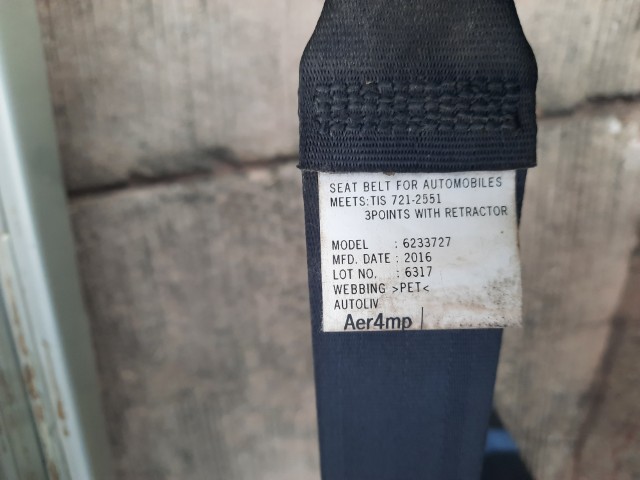 SEAT BELT FOR AUTOMOBILES
MEETS:TIS 721-2551
3POINTS WITH RETRACTOR
MODEL : 6233727
MFD. DATE : 2016
LOT NO. : 6317
WEBBING >PET<
AUTOLIV
Aer4mp